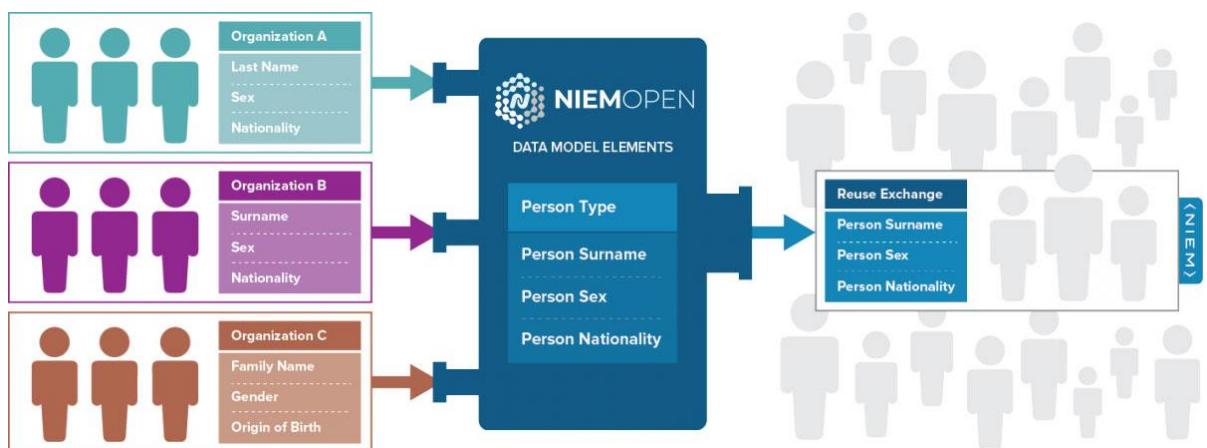 Organization A
Last Name
Sex
Nationality
Organization B
Surname
Sex
Nationality
Organization C
Family Name
Gender
Origin of Birth
N
NIEMOPEN
DATA MODEL ELEMENTS
Person Type
Person Surname
Person Sex
Person Nationality
Reuse Exchange
Person Surname
Person Sex
Person Nationality
<NIEM>